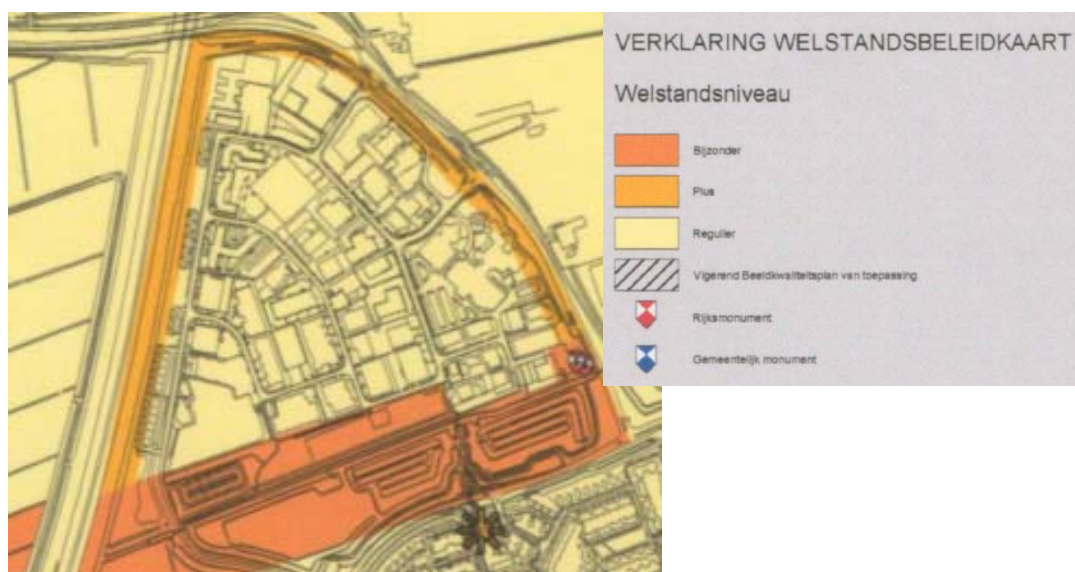 VERKLARING WELSTANDSBELEIDKAART
Welstandsniveau
Bijzonder
Plus
Regulier
Vigerend Beeldkwaliteitsplan van toepassing
Rijksmonument
Gemeentelijk monument